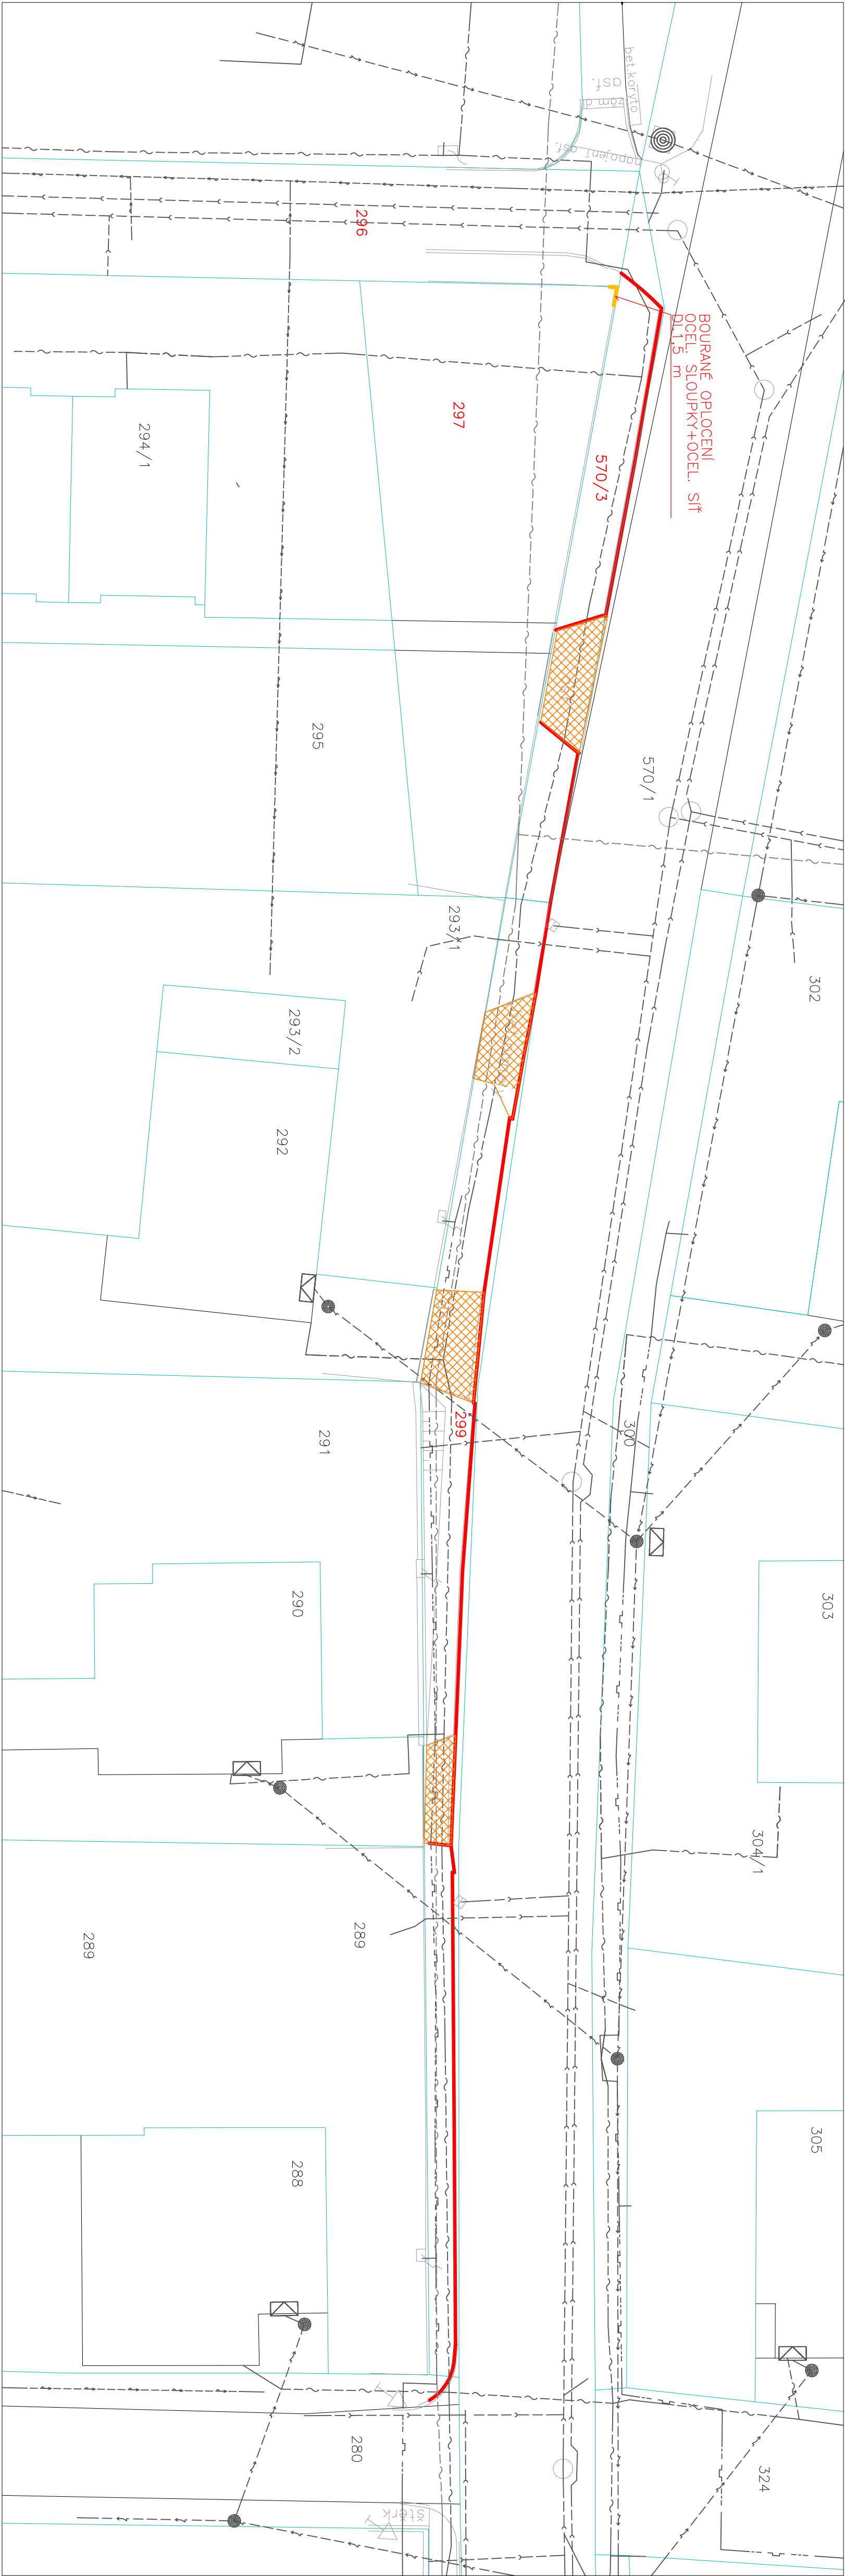 bet.koryto
asf.
zám.dl.
napojení asf.
296
BOURANÉ OPLOCENÍ
OCEL. SLOUPKY+OCEL. SÍŤ
Dl.1,5 m
297
294/1
570/3
295
570/1
293/1
302
293/2
292
299
300
291
290
303
304/1
289
289
288
305
280
324
štěrk